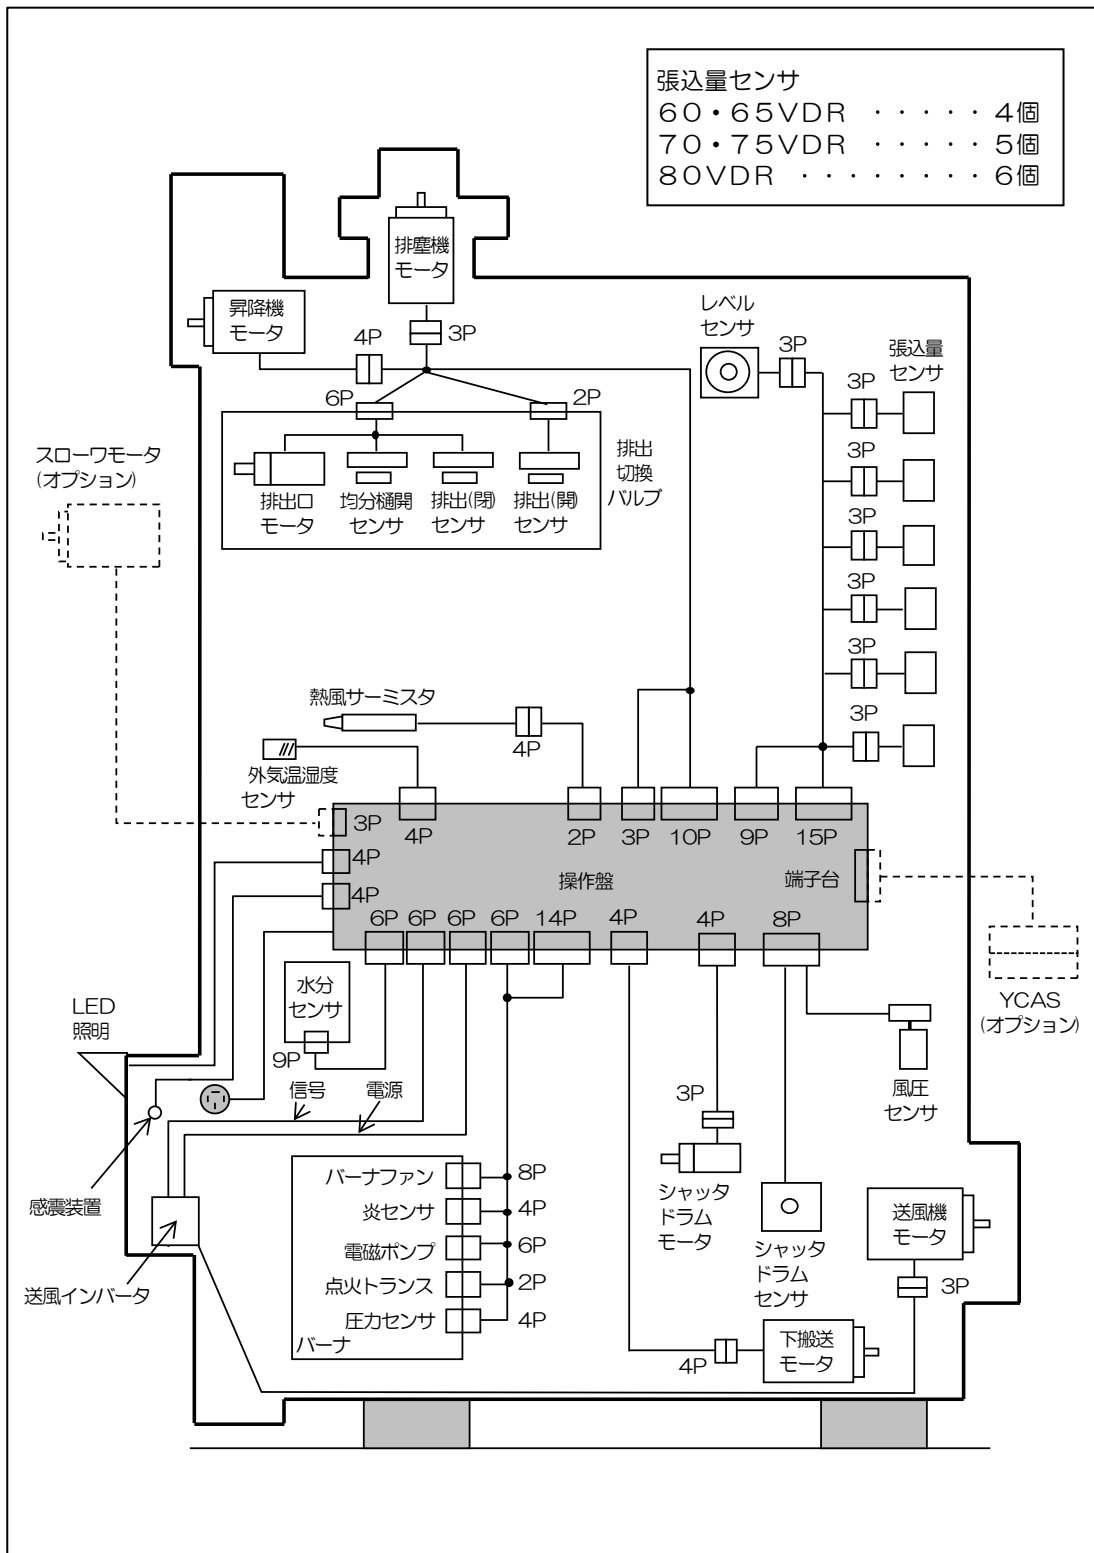 張込量センサ
60・65VDR ・・・・・4個
70・75VDR ・・・・・5個
80VDR ・・・・・・・・6個
排塵機
モータ
昇降機
モータ
3P
4P
レベル
センサ
3P
張込量
センサ
3P
6P
2P
スローワモータ
(オプション)
排出口
モータ
均分樋開
センサ
排出(閉)
センサ
排出(開)
センサ
排出
切換
バルブ
3P
3P
3P
3P
3P
熱風サーミスタ
4P
外気温湿度
センサ
3P
4P
2P
3P
10P
9P
15P
4P
4P
操作盤
端子台
6P
6P
6P
6P
14P
4P
4P
8P
水分
センサ
9P
LED
照明
YCAS
(オプション)
信号
電源
風圧
センサ
3P
感震装置
バーナファン
8P
炎センサ
4P
電磁ポンプ
6P
点火トランス
2P
圧力センサ
4P
バーナ
シャッタ
ドラム
モータ
シャッタ
ドラム
センサ
送風機
モータ
3P
送風インバータ
4P
下搬送
モータ